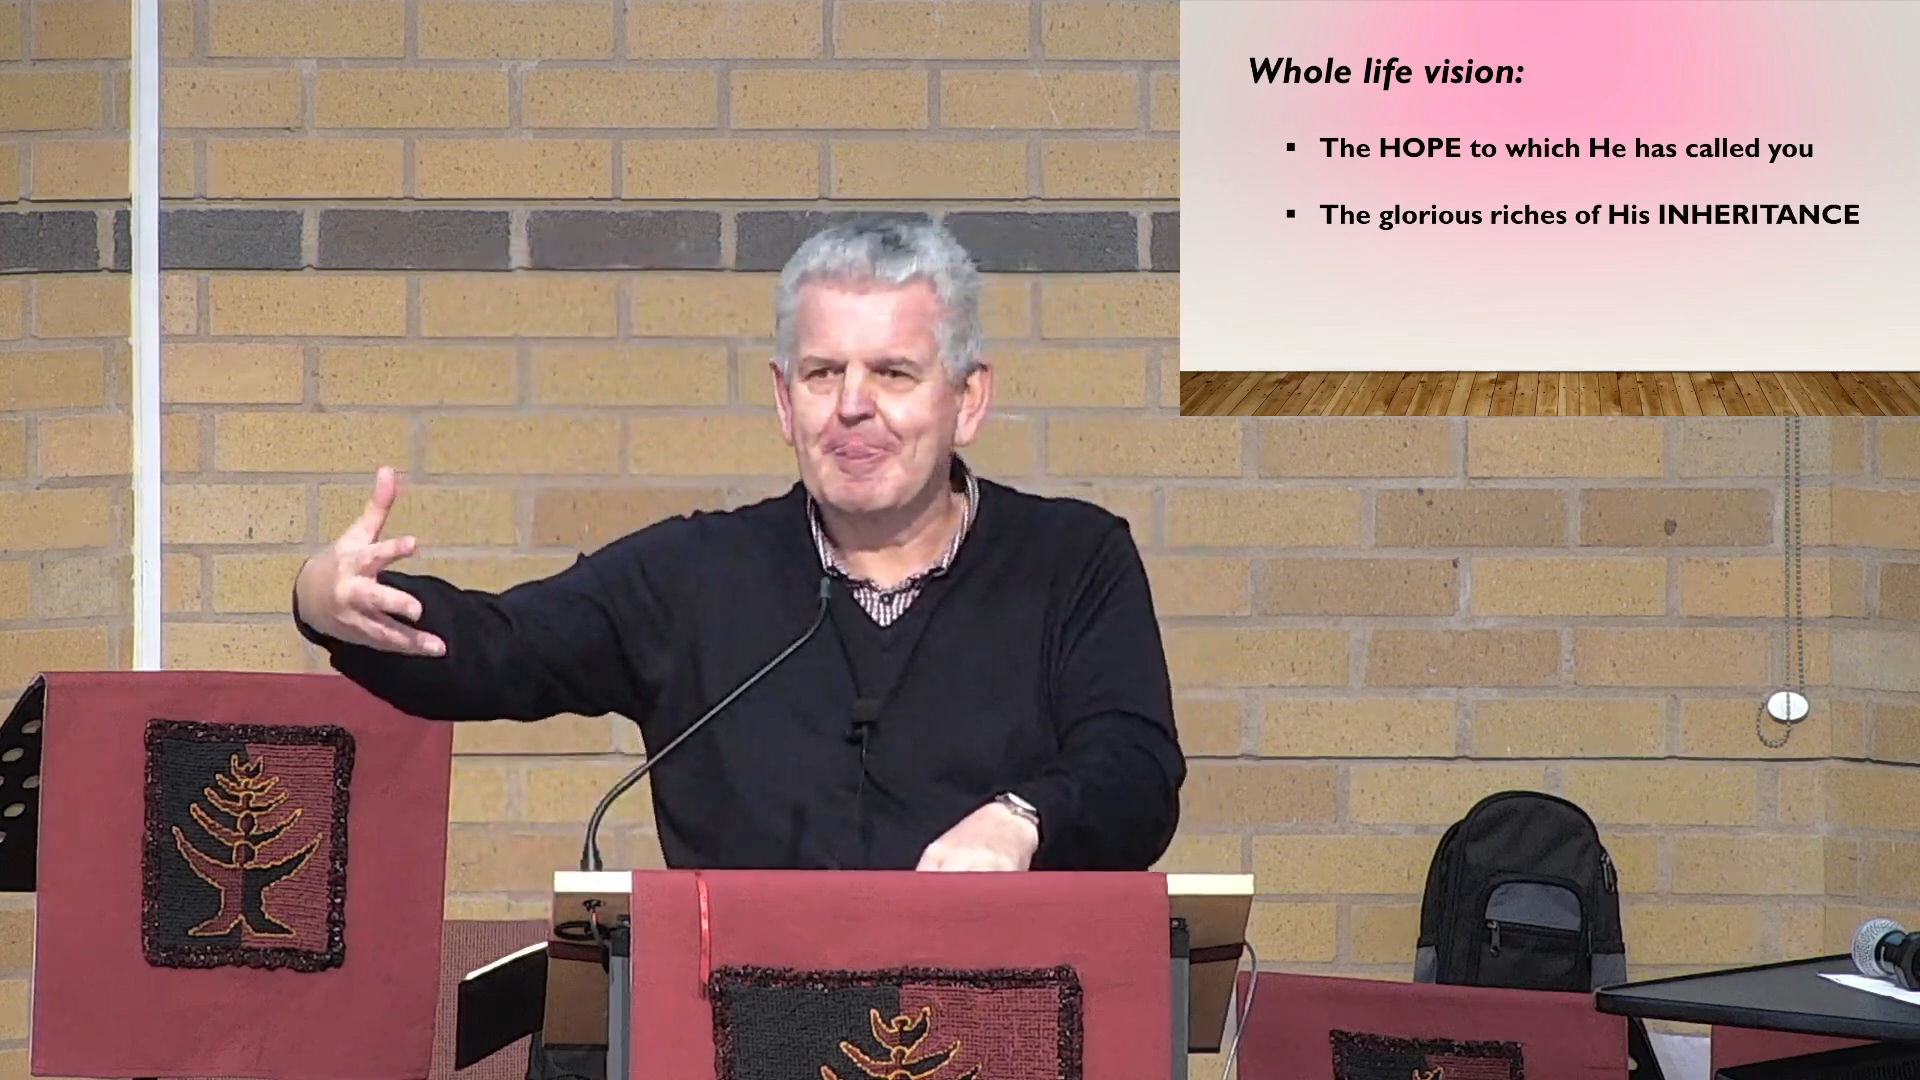 Whole life vision:
▪ The HOPE to which He has called you
▪ The glorious riches of His INHERITANCE